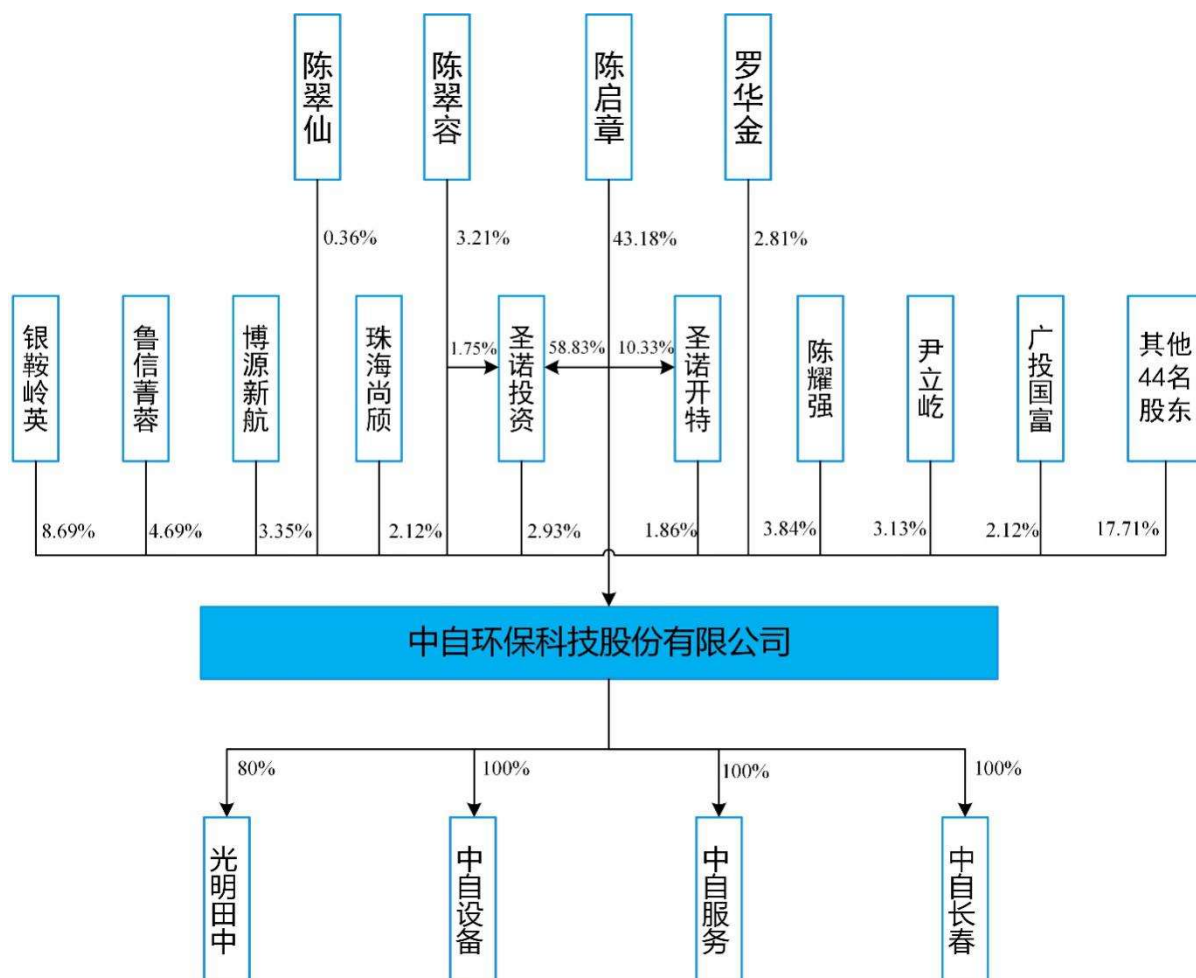 陈翠仙
陈翠容
陈启章
罗华金
0.36%
3.21%
43.18%
2.81%
银鞍岭英
鲁信菁蓉
博源新航
珠海尚颀
1.75%
圣诺投资
58.83%
10.33%
圣诺开特
陈耀强
尹立屹
广投国富
其他
44名
股东
8.69%
4.69%
3.35%
2.12%
2.93%
1.86%
3.84%
3.13%
2.12%
17.71%
中自环保科技股份有限公司
80%
100%
100%
100%
光明田中
中自设备
中自服务
中自长春